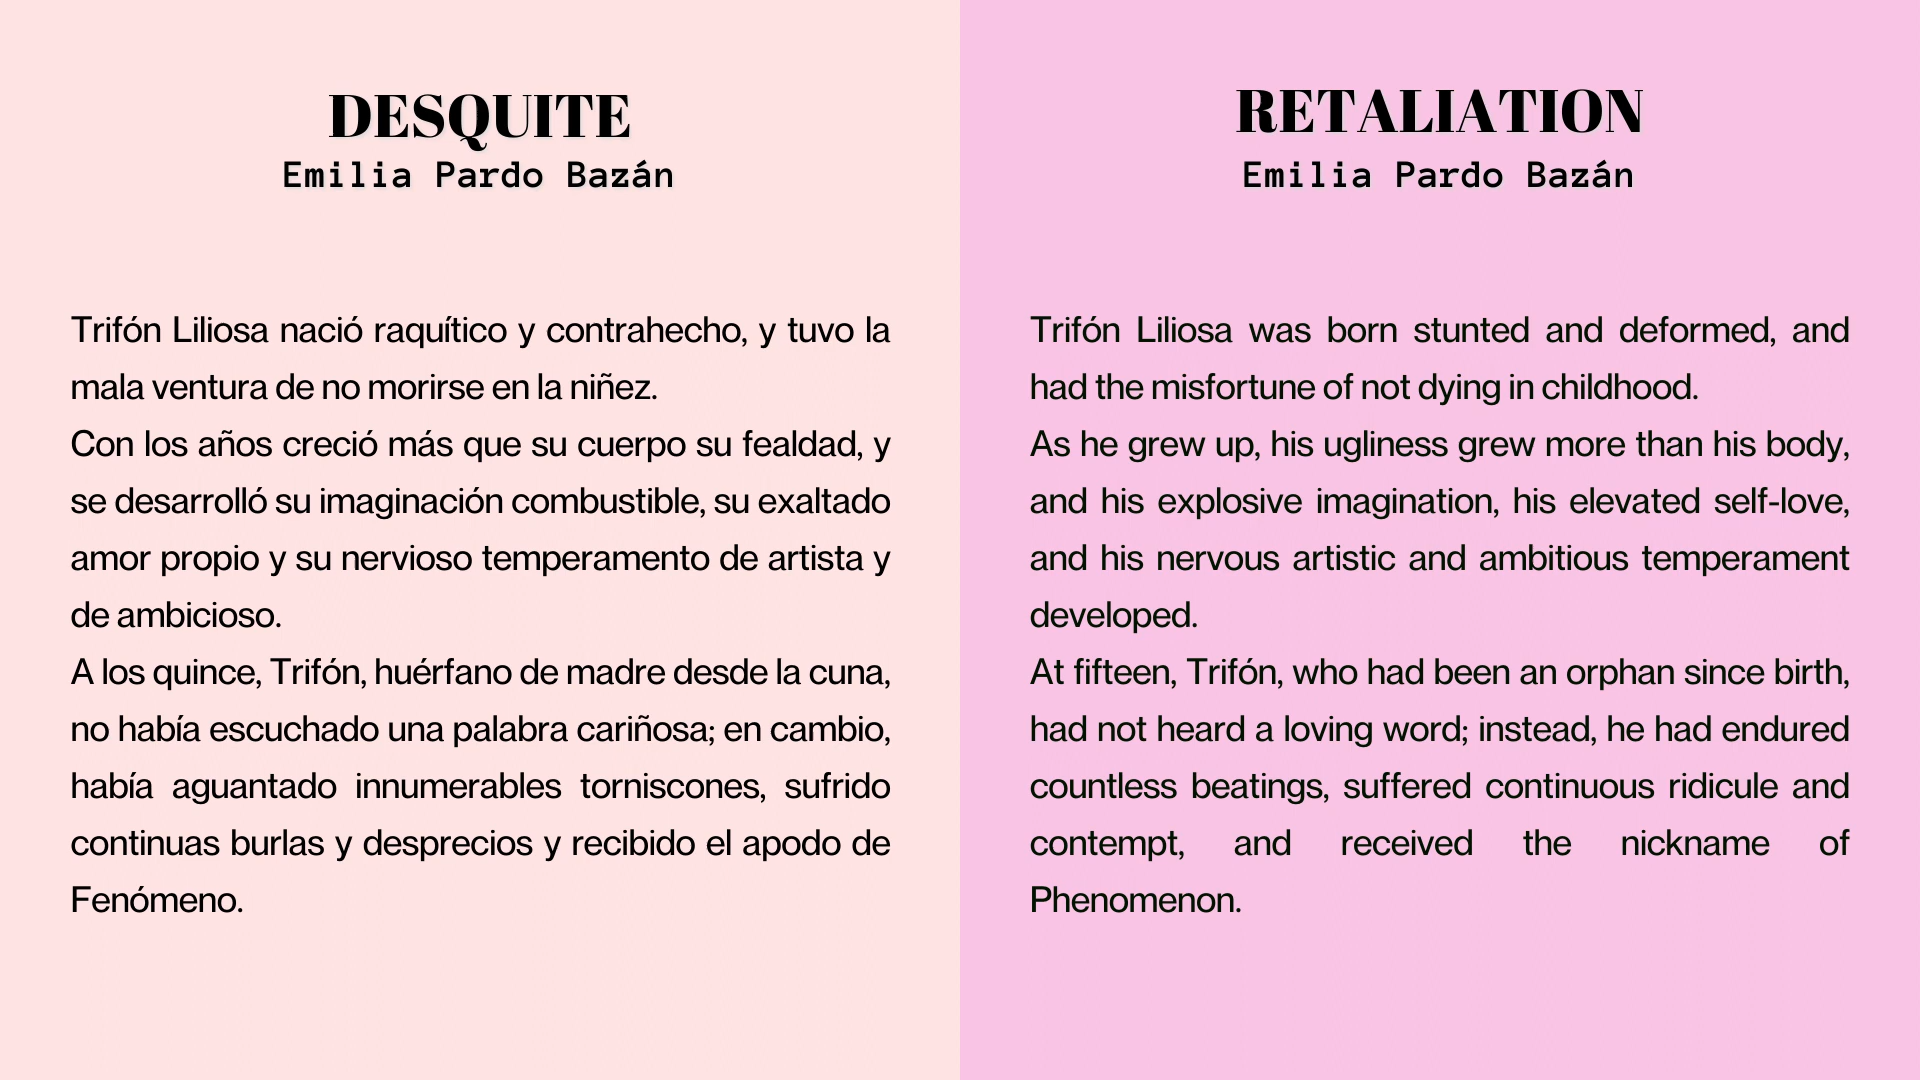 DESQUITE
Emilia Pardo Bazán
Trifón Liliosa nació raquítico y contrahecho, y tuvo la
mala ventura de no morirse en la niñez.
Con los años creció más que su cuerpo su fealdad, y
se desarrolló su imaginación combustible, su exaltado
amor propio y su nervioso temperamento de artista y
de ambicioso.
A los quince, Trifón, huérfano de madre desde la cuna,
no había escuchado una palabra cariñosa; en cambio,
había aguantado innumerables torniscones, sufrido
continuas burlas y desprecios y recibido el apodo de
Fenómeno.
RETALIATION
Emilia Pardo Bazán
Trifón Liliosa was born stunted and deformed, and
had the misfortune of not dying in childhood.
As he grew up, his ugliness grew more than his body,
and his explosive imagination, his elevated self-love,
and his nervous artistic and ambitious temperament
developed.
At fifteen, Trifón, who had been an orphan since birth,
had not heard a loving word; instead, he had endured
countless beatings, suffered continuous ridicule and
contempt, and received the nickname of
Phenomenon.